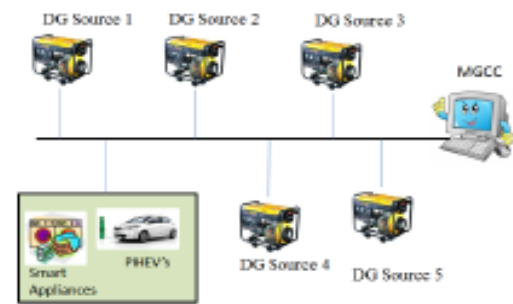 DG Source 1
DG Source 2
DG Source 3
MGCC
Smart
Appliances
PHEV's
DG Source 4
DG Source 5